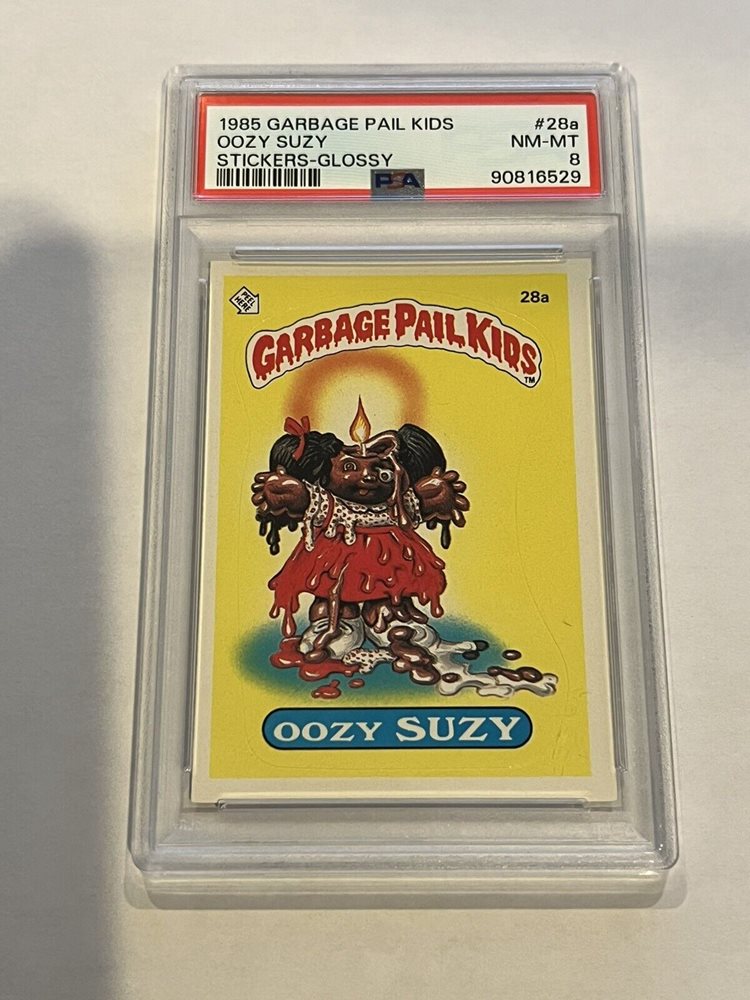 1985 GARBAGE PAIL KIDS #28a
OOZY SUZY NM-MT
STICKERS-GLOSSY 8
PSA 90816529
PEEL HERE
28a
GARBAGE PAIL KIDS
TM
OOZY SUZY